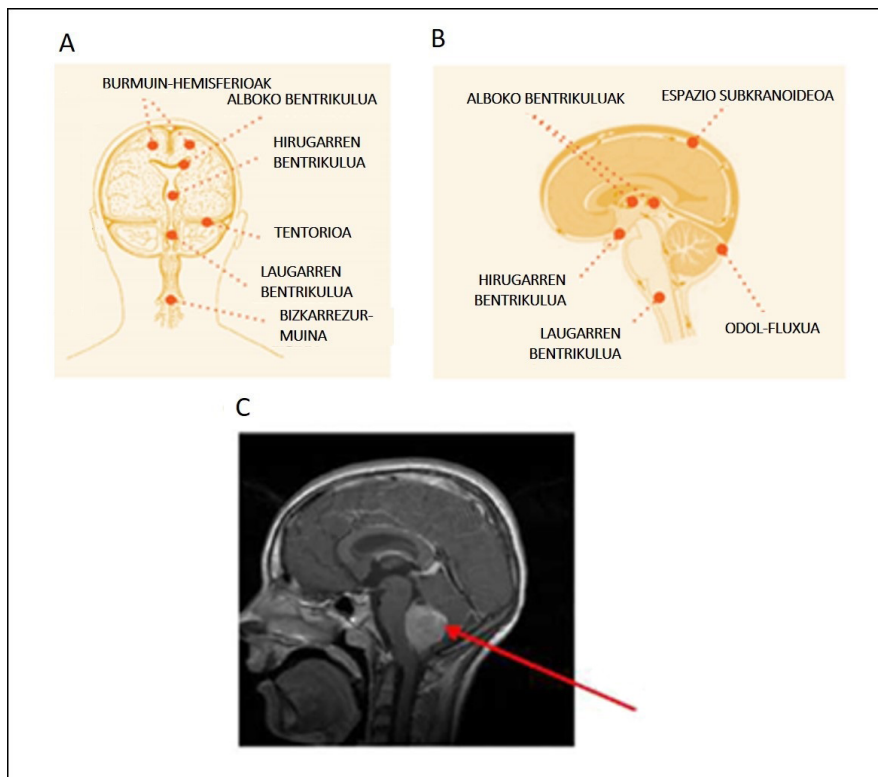 A
BURMUIN-HEMISFERIOAK
ALBOKO BENTRIKULUA
HIRUGARREN
BENTRIKULUA
TENTORIOA
LAUGARREN
BENTRIKULUA
BIZKARREZUR-
MUINA
B
ALBOKO BENTRIKULUAK
ESPAZIO SUBKRANOIDEOA
HIRUGARREN
BENTRIKULUA
LAUGARREN
BENTRIKULUA
ODOL-FLUXUA
C